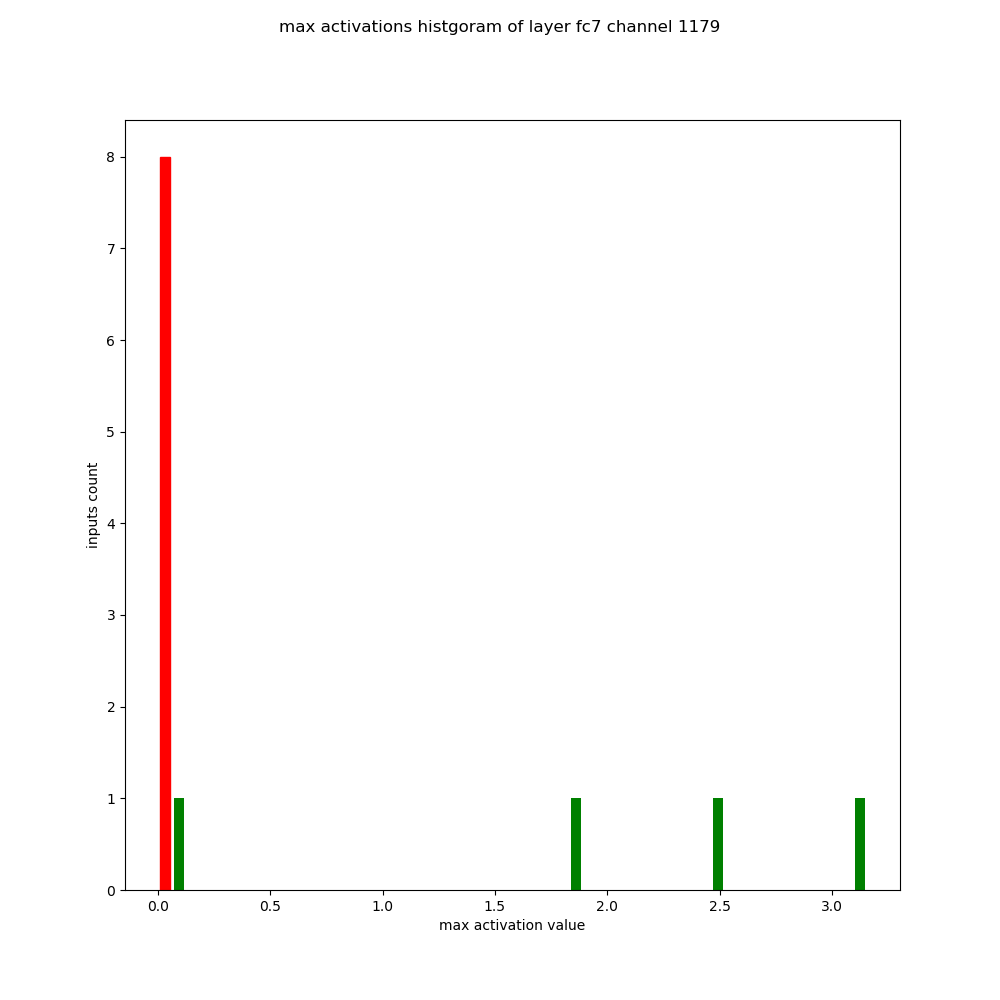 max activations histgoram of layer fc7 channel 1179
8
7
6
5
4
3
2
1
0
inputs count
0.0 0.5 1.0 1.5 2.0 2.5 3.0
max activation value